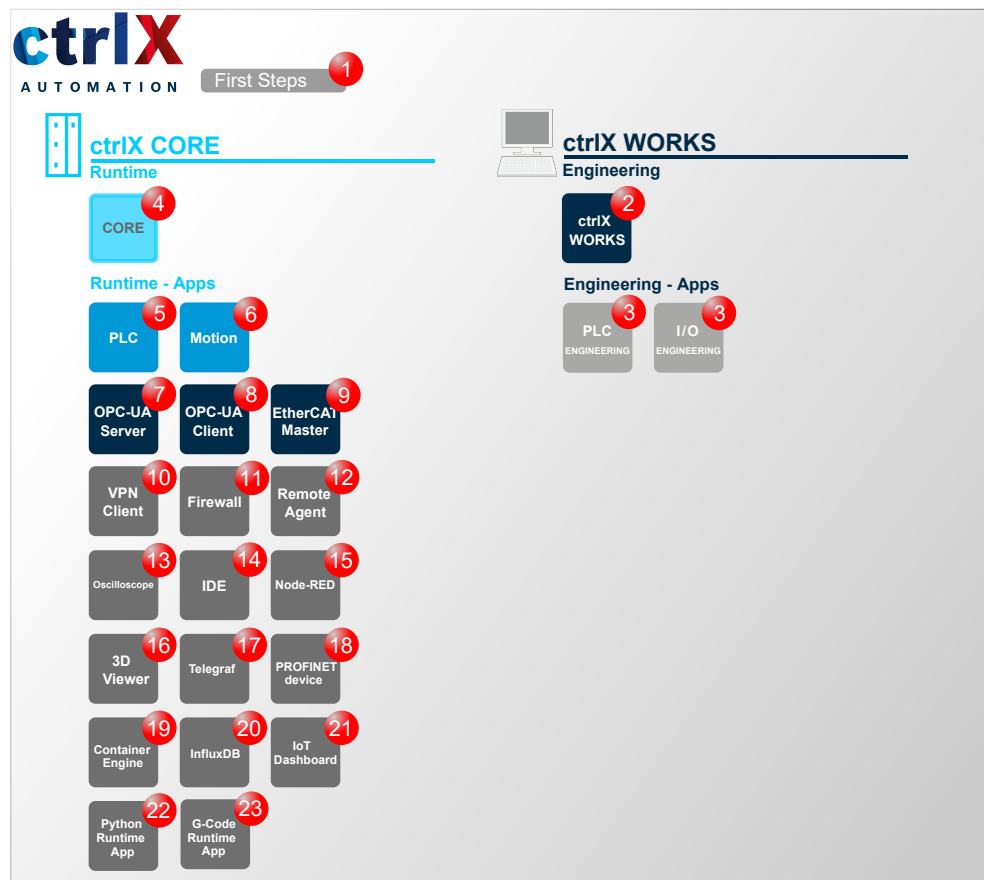 ctrlX
AUTOMATION
First Steps 1
ctrlX CORE
Runtime
4
CORE
Runtime - Apps
5
PLC
6
Motion
7
OPC-UA
Server
8
OPC-UA
Client
9
EtherCAT
Master
10
VPN
Client
11
Firewall
12
Remote
Agent
13
Oscilloscope
14
IDE
15
Node-RED
16
3D
Viewer
17
Telegraf
18
PROFINET
device
19
Container
Engine
20
InfluxDB
21
IoT
Dashboard
22
Python
Runtime
App
23
G-Code
Runtime
App
ctrlX WORKS
Engineering
2
ctrlX
WORKS
Engineering - Apps
3
PLC
ENGINEERING
3
I/O
ENGINEERING